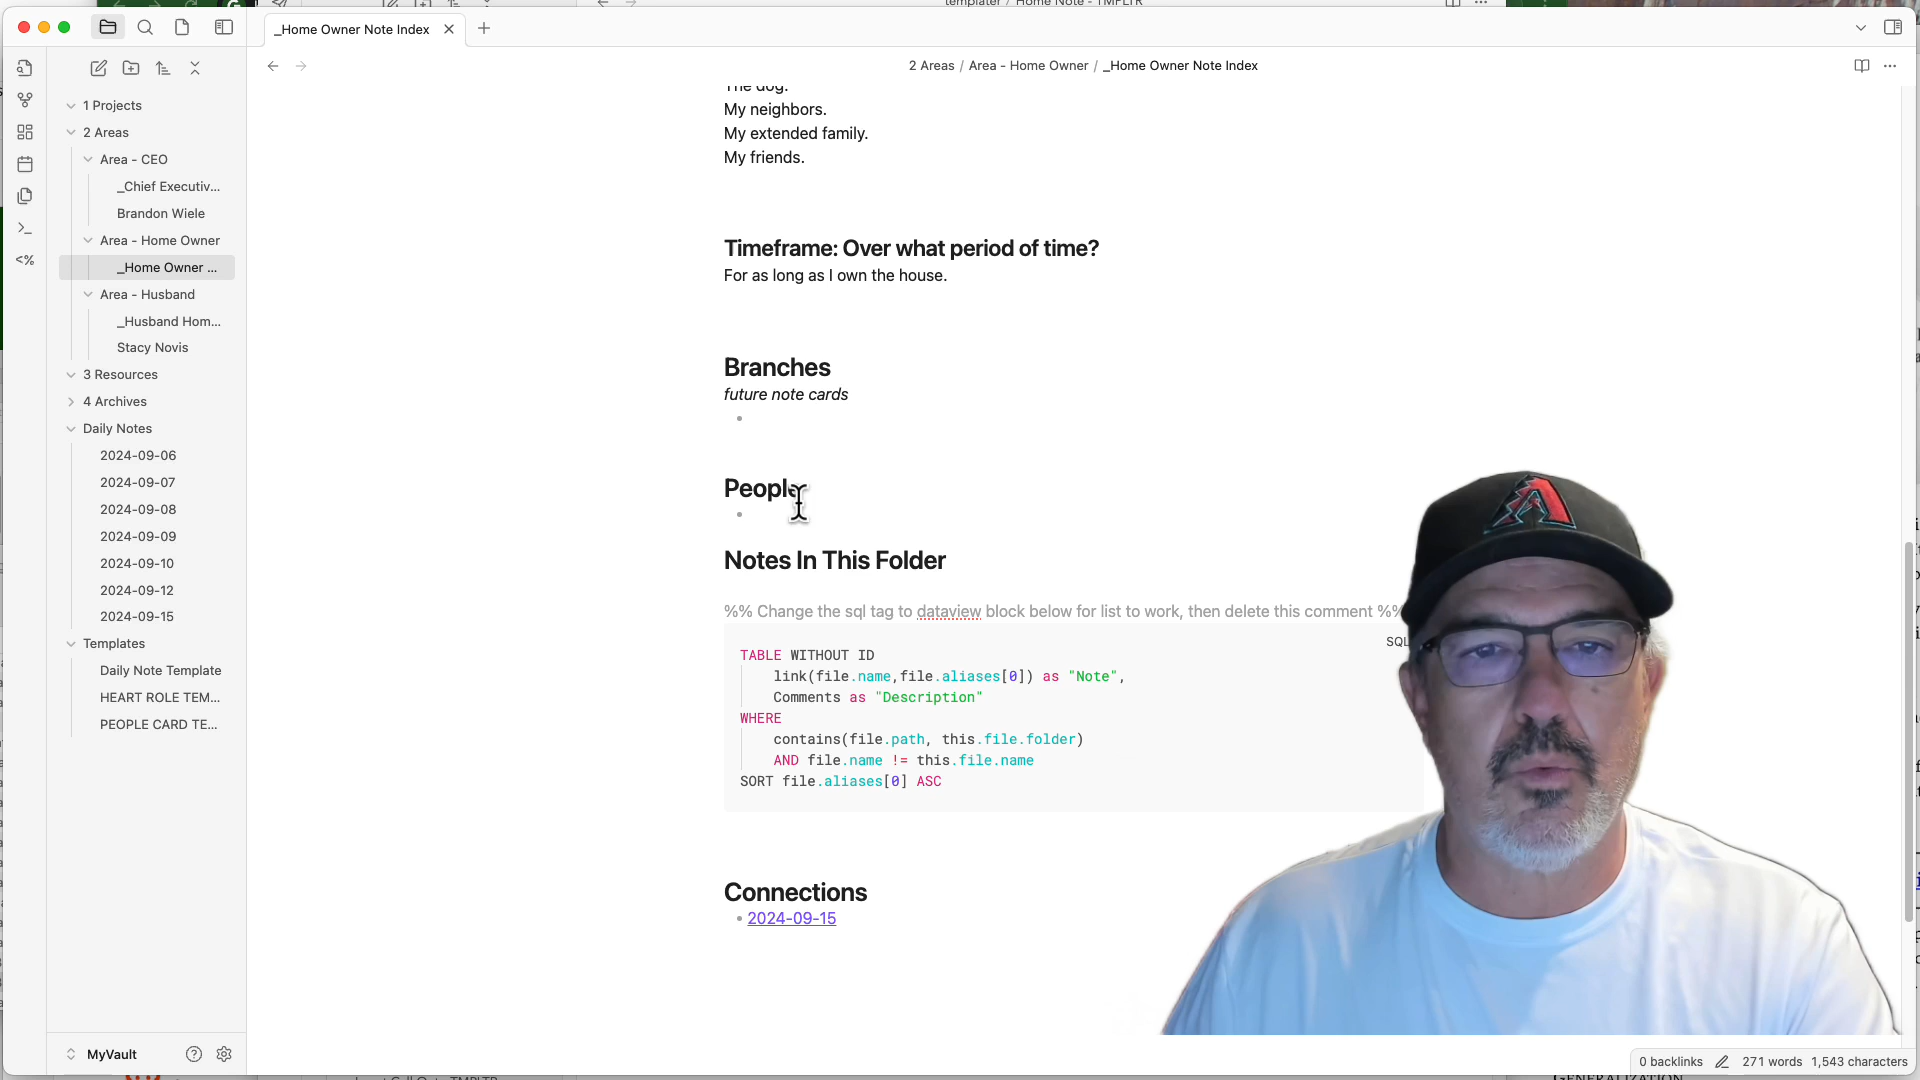 templater / Home Note - TMPLTR
_Home Owner Note Index
2 Areas / Area - Home Owner / _Home Owner Note Index
1 Projects
2 Areas
Area - CEO
_Chief Executiv...
Brandon Wiele
Area - Home Owner
_Home Owner ...
Area - Husband
_Husband Hom...
Stacy Novis
3 Resources
4 Archives
Daily Notes
2024-09-06
2024-09-07
2024-09-08
2024-09-09
2024-09-10
2024-09-12
2024-09-15
Templates
Daily Note Template
HEART ROLE TEM...
PEOPLE CARD TE...
MyVault
The dog.
My neighbors.
My extended family.
My friends.
Timeframe: Over what period of time?
For as long as I own the house.
Branches
future note cards
People
Notes In This Folder
%% Change the sql tag to dataview block below for list to work, then delete this comment %%
SQL
TABLE WITHOUT ID
link(file.name,file.aliases[0]) as "Note",
Comments as "Description"
WHERE
contains(file.path, this.file.folder)
AND file.name != this.file.name
SORT file.aliases[0] ASC
Connections
2024-09-15
0 backlinks 271 words 1,543 characters
GENERALIZATION